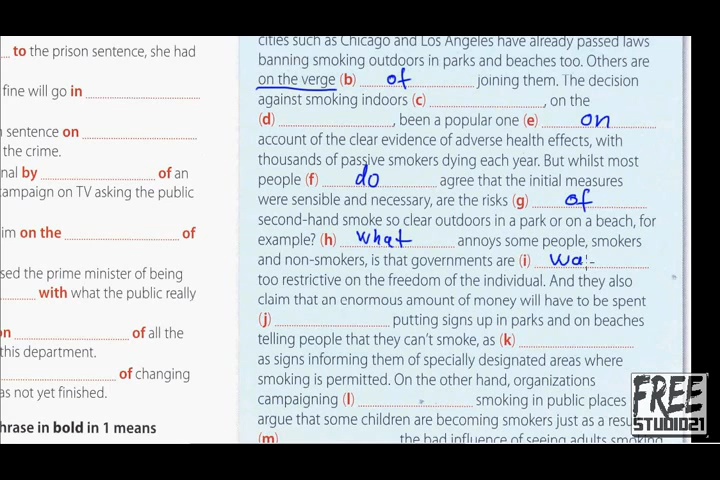 to the prison sentence, she had
fine will go in
sentence on
the crime.
nal by of an
campaign on TV asking the public
im on the of
sed the prime minister of being
with what the public really
on of all the
this department.
of changing
as not yet finished.
hrase in bold in 1 means
cities such as Chicago and Los Angeles have already passed laws
banning smoking outdoors in parks and beaches too. Others are
on the verge (b) of joining them. The decision
against smoking indoors (c) , on the
(d) , been a popular one (e) on
account of the clear evidence of adverse health effects, with
thousands of passive smokers dying each year. But whilst most
people (f) do agree that the initial measures
were sensible and necessary, are the risks (g) of
second-hand smoke so clear outdoors in a park or on a beach, for
example? (h) what annoys some people, smokers
and non-smokers, is that governments are (i) wa
too restrictive on the freedom of the individual. And they also
claim that an enormous amount of money will have to be spent
(j) putting signs up in parks and on beaches
telling people that they can't smoke, as (k)
as signs informing them of specially designated areas where
smoking is permitted. On the other hand, organizations
campaigning (l) smoking in public places
argue that some children are becoming smokers just as a resu
(m) the bad influence of seeing adults smoking
FREE
STUDIO21